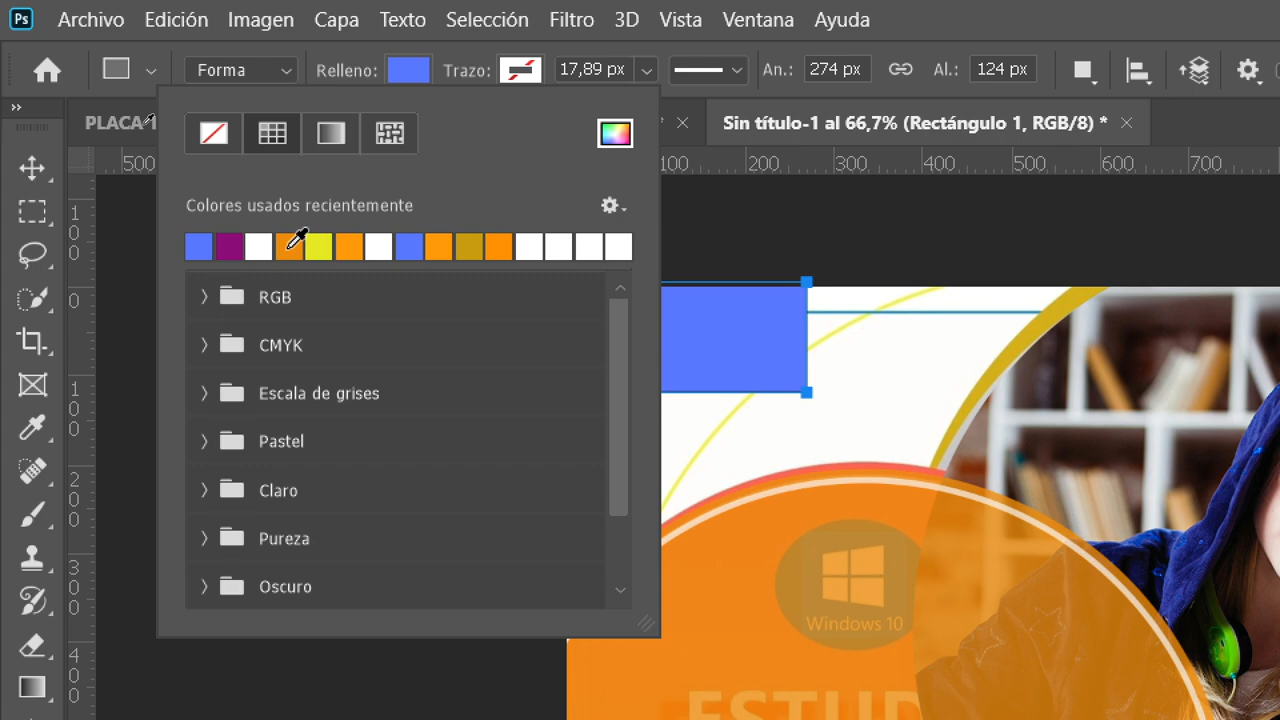 Ps Archivo Edición Imagen Capa Texto Selección Filtro 3D Vista Ventana Ayuda
Forma Relleno: Trazo: 17,89 px An.: 274 px Al.: 124 px
PLACA 1 * Sin título-1 al 66,7% (Rectángulo 1, RGB/8) *
500 100 200 300 400 500 600 700
Colores usados recientemente
RGB
CMYK
Escala de grises
Pastel
Claro
Pureza
Oscuro
100
0
100
200
300
400
Windows 10
ESTUD